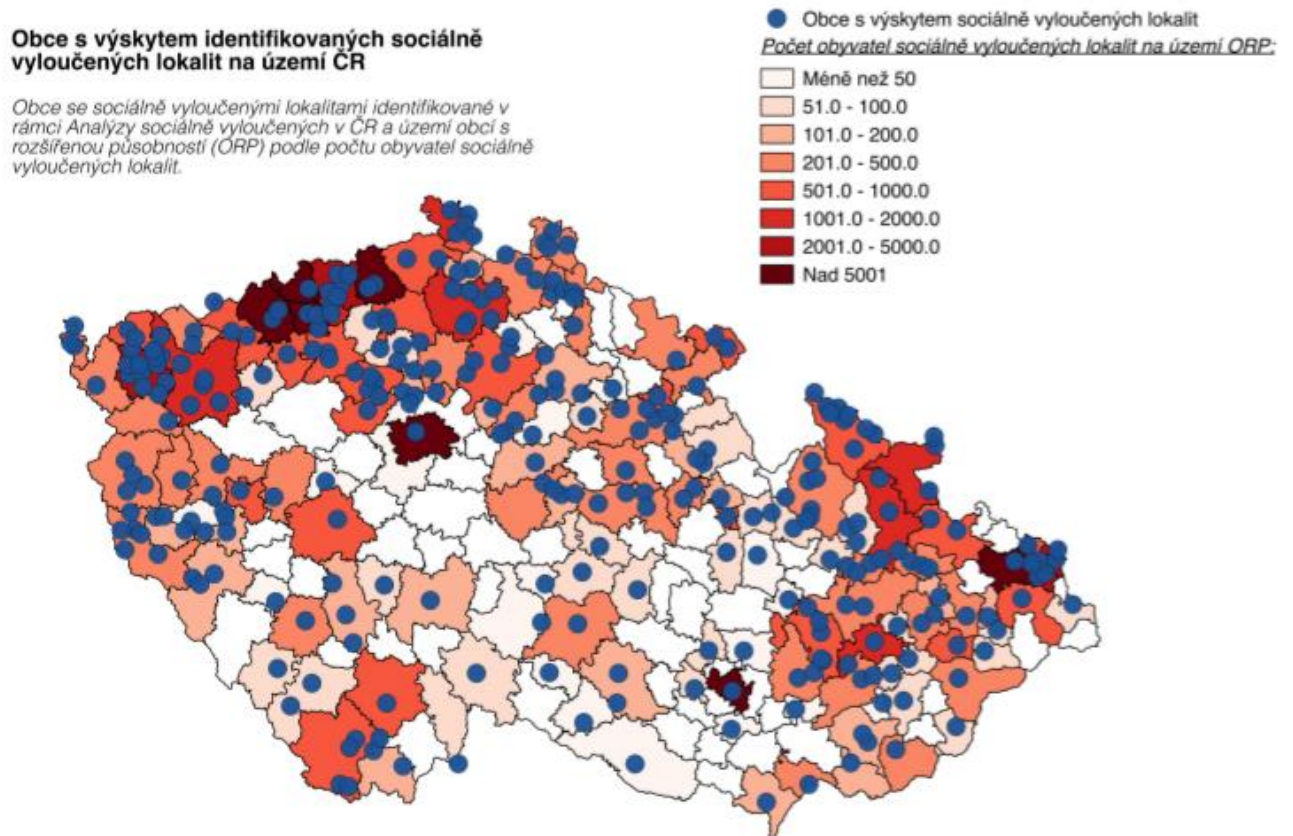 Obce s výskytem identifikovaných sociálně
vyloučených lokalit na území ČR
Obce se sociálně vyloučenými lokalitami identifikované v
rámci Analýzy sociálně vyloučených v ČR a území obcí s
rozšířenou působností (ORP) podle počtu obyvatel sociálně
vyloučených lokalit.
Obce s výskytem sociálně vyloučených lokalit
Počet obyvatel sociálně vyloučených lokalit na území ORP:
Méně než 50
51.0 - 100.0
101.0 - 200.0
201.0 - 500.0
501.0 - 1000.0
1001.0 - 2000.0
2001.0 - 5000.0
Nad 5001